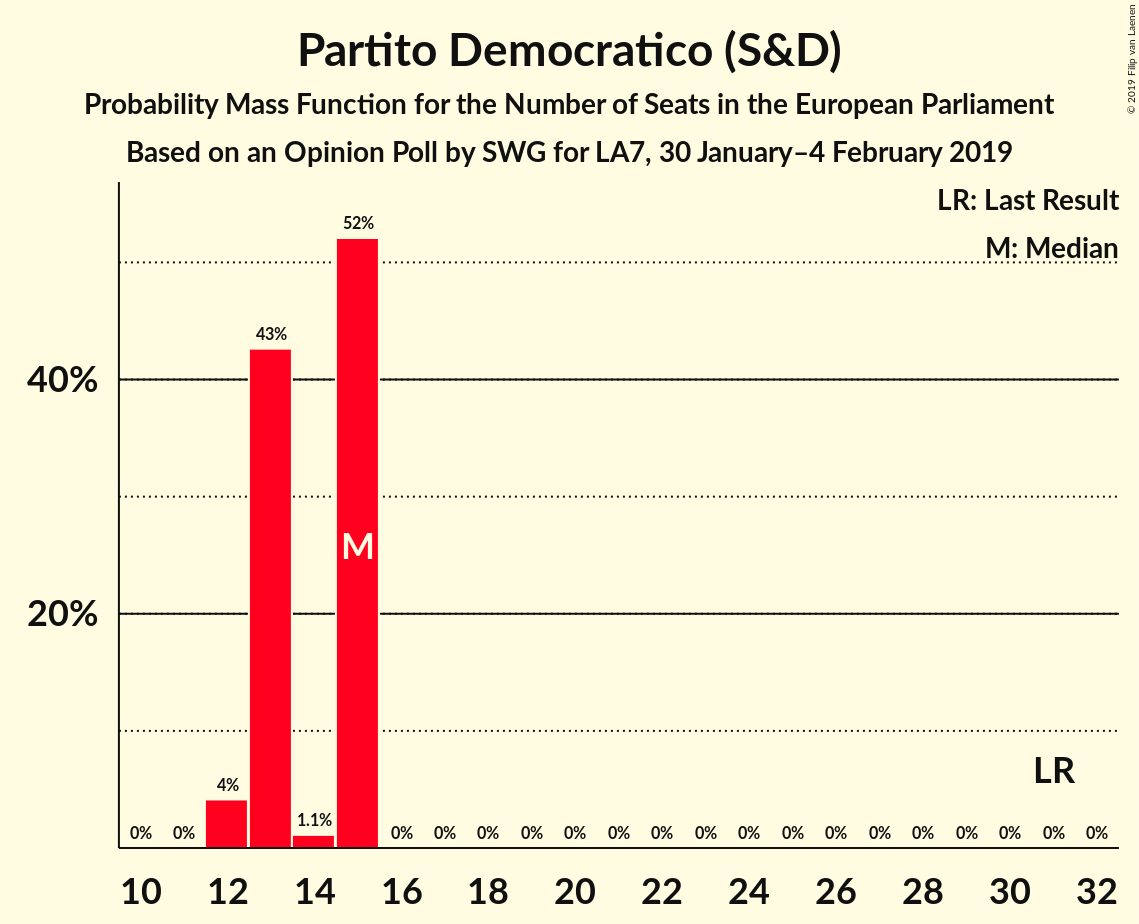 Partito Democratico (S&D)
Probability Mass Function for the Number of Seats in the European Parliament
Based on an Opinion Poll by SWG for LA7, 30 January–4 February 2019
© 2019 Filip van Laenen
LR: Last Result
M: Median
52%
43%
40%
M
20%
LR
4%
1.1%
0% 0% 0% 0% 0% 0% 0% 0% 0% 0% 0% 0% 0% 0% 0% 0% 0% 0% 0%
10 12 14 16 18 20 22 24 26 28 30 32